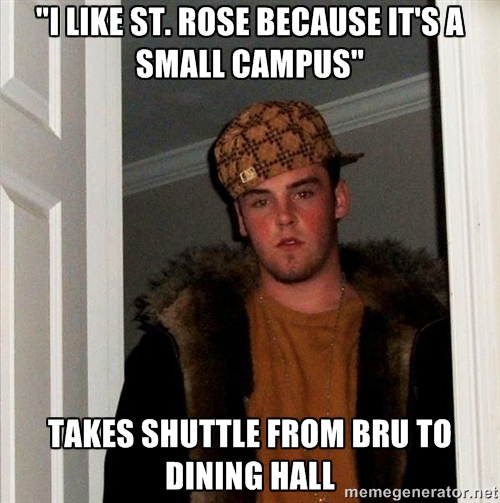 "I LIKE ST. ROSE BECAUSE IT'S A
SMALL CAMPUS"
TAKES SHUTTLE FROM BRU TO
DINING HALL
memegenerator.net